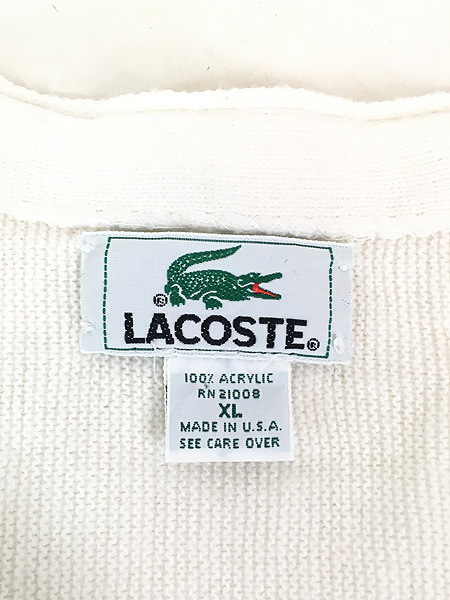 ®
LACOSTE®
100% ACRYLIC
RN 21008
XL
MADE IN U.S.A.
SEE CARE OVER